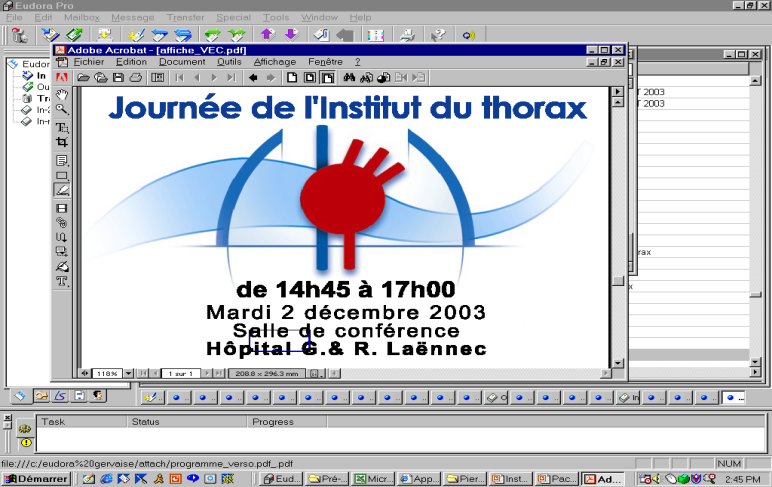 Eudora Pro
File Edit Mailbox Message Transfer Special Tools Window Help
Adobe Acrobat - [affiche_VEC.pdf]
Fichier Edition Document Outils Affichage Fenêtre ?
Eudor
In
Tr
In-2
T 2003
T 2003
rax
Journée de l'Institut du thorax
de 14h45 à 17h00
Mardi 2 décembre 2003
Salle de conférence
Hôpital G.& R. Laënnec
118% 1 sur 1 208.8 × 296.3 mm
Task Status Progress
file:///c:/eudora%20gervaise/attach/programme_verso.pdf_.pdf
NUM
Démarrer Eud... Pré-... Micr... App... Pier... Inst... Pac... Ad... 2:45 PM